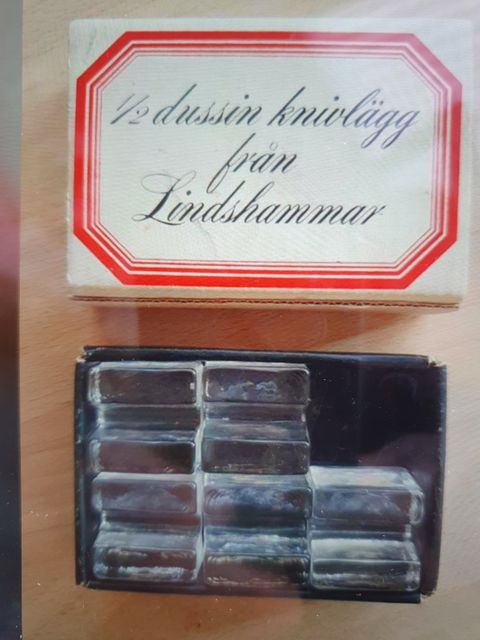 1/2 dussin knivlägg
från
Lindshammar